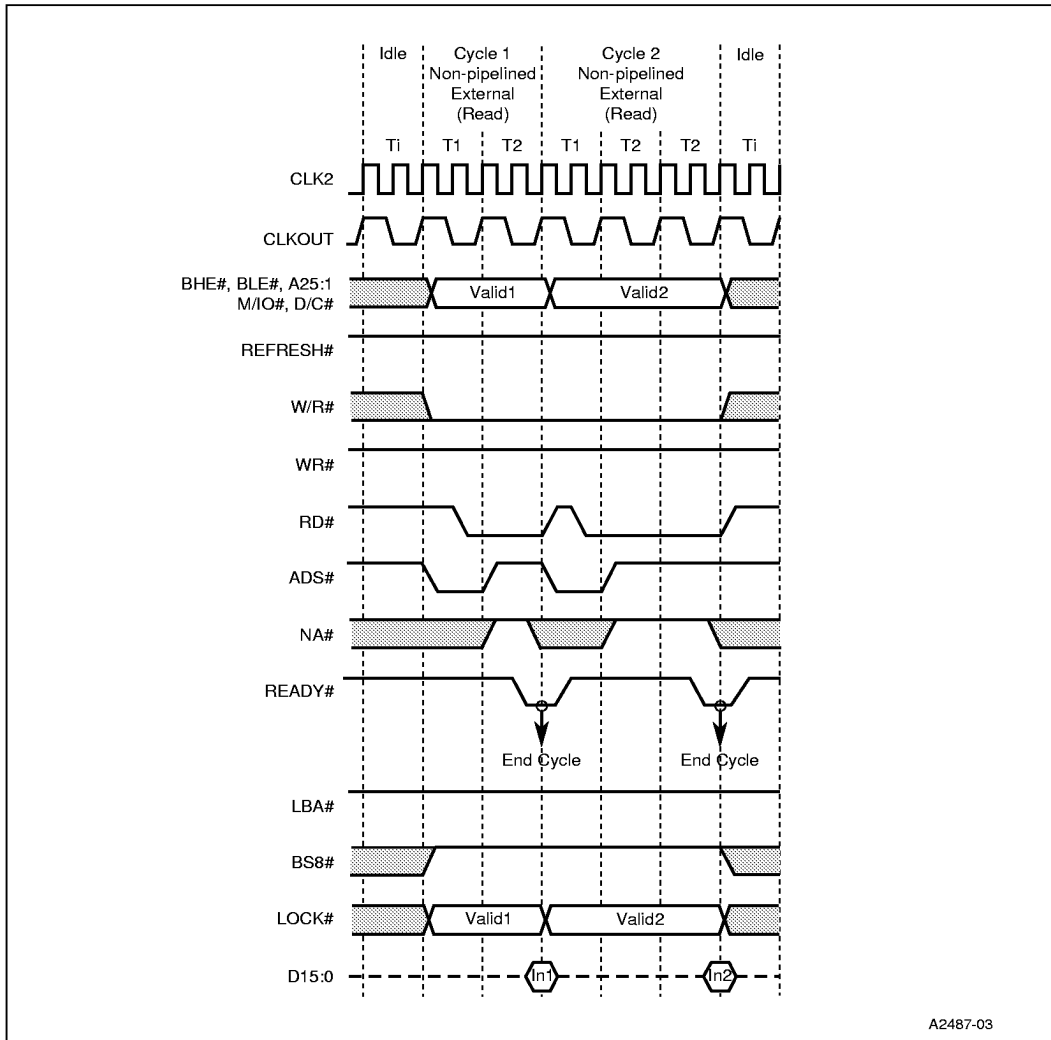 Idle
Cycle 1
Non-pipelined
External
(Read)
Cycle 2
Non-pipelined
External
(Read)
Idle
Ti T1 T2 T1 T2 T2 Ti
CLK2
CLKOUT
BHE#, BLE#, A25:1
M/IO#, D/C#
Valid1 Valid2
REFRESH#
W/R#
WR#
RD#
ADS#
NA#
READY#
End Cycle End Cycle
LBA#
BS8#
LOCK# Valid1 Valid2
D15:0 In1 In2
A2487-03